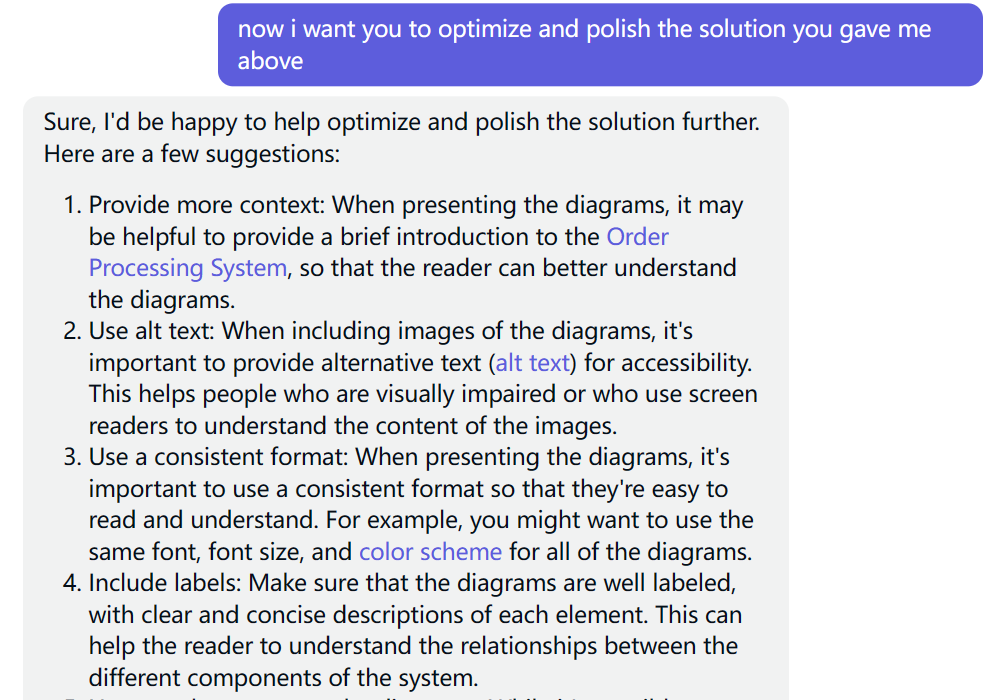 now i want you to optimize and polish the solution you gave me
above
Sure, I'd be happy to help optimize and polish the solution further.
Here are a few suggestions:
1. Provide more context: When presenting the diagrams, it may
be helpful to provide a brief introduction to the Order
Processing System, so that the reader can better understand
the diagrams.
2. Use alt text: When including images of the diagrams, it's
important to provide alternative text (alt text) for accessibility.
This helps people who are visually impaired or who use screen
readers to understand the content of the images.
3. Use a consistent format: When presenting the diagrams, it's
important to use a consistent format so that they're easy to
read and understand. For example, you might want to use the
same font, font size, and color scheme for all of the diagrams.
4. Include labels: Make sure that the diagrams are well labeled,
with clear and concise descriptions of each element. This can
help the reader to understand the relationships between the
different components of the system.